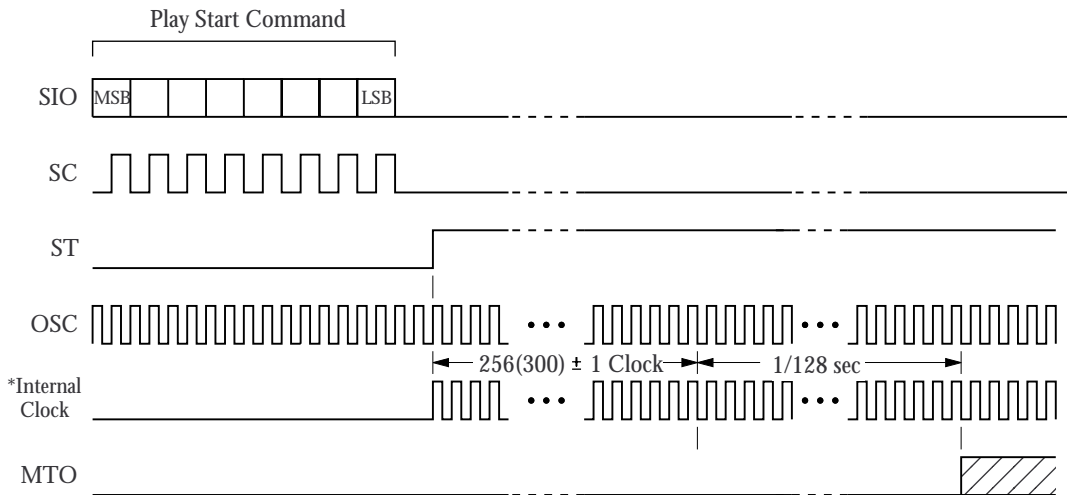 Play Start Command
SIO
MSB
LSB
SC
ST
OSC
256(300) ± 1 Clock
1/128 sec
*Internal
Clock
MTO